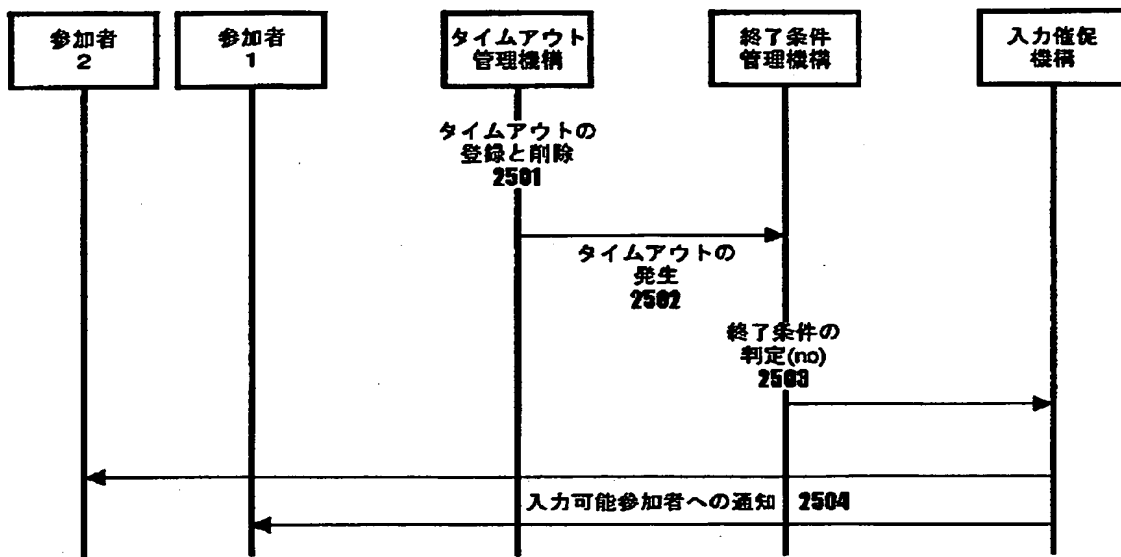 参加者
2
参加者
1
タイムアウト
管理機構
終了条件
管理機構
入力催促
機構
タイムアウトの
登録と削除
2501
タイムアウトの
発生
2502
終了条件の
判定(no)
2503
入力可能参加者への通知 2504